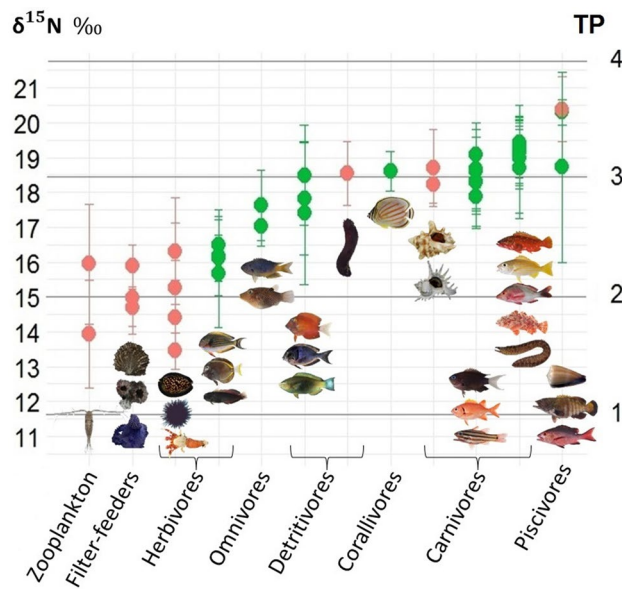 δ¹⁵N ‰
TP
4
21
20
19
3
18
17
16
15
2
14
13
12
1
11
Zooplankton
Filter-feeders
Herbivores
Omnivores
Detritivores
Corallivores
Carnivores
Piscivores